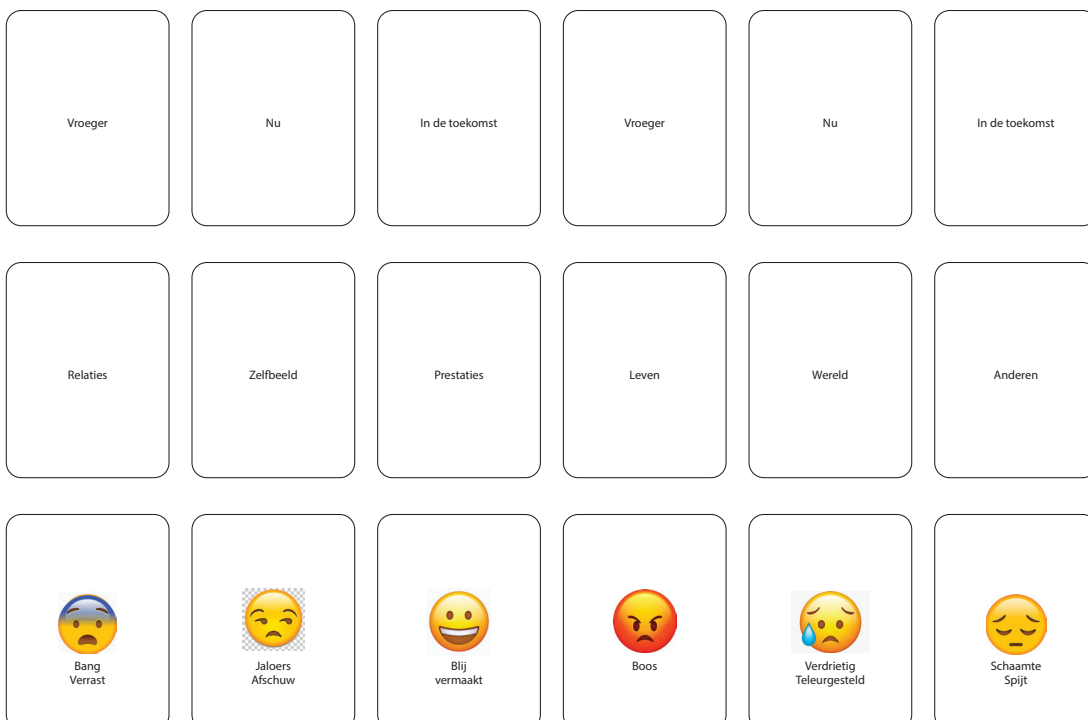 Vroeger
Nu
In de toekomst
Vroeger
Nu
In de toekomst
Relaties
Zelfbeeld
Prestaties
Leven
Wereld
Anderen
Bang
Verrast
Jaloers
Afschuw
Blij
vermaakt
Boos
Verdrietig
Teleurgesteld
Schaamte
Spijt